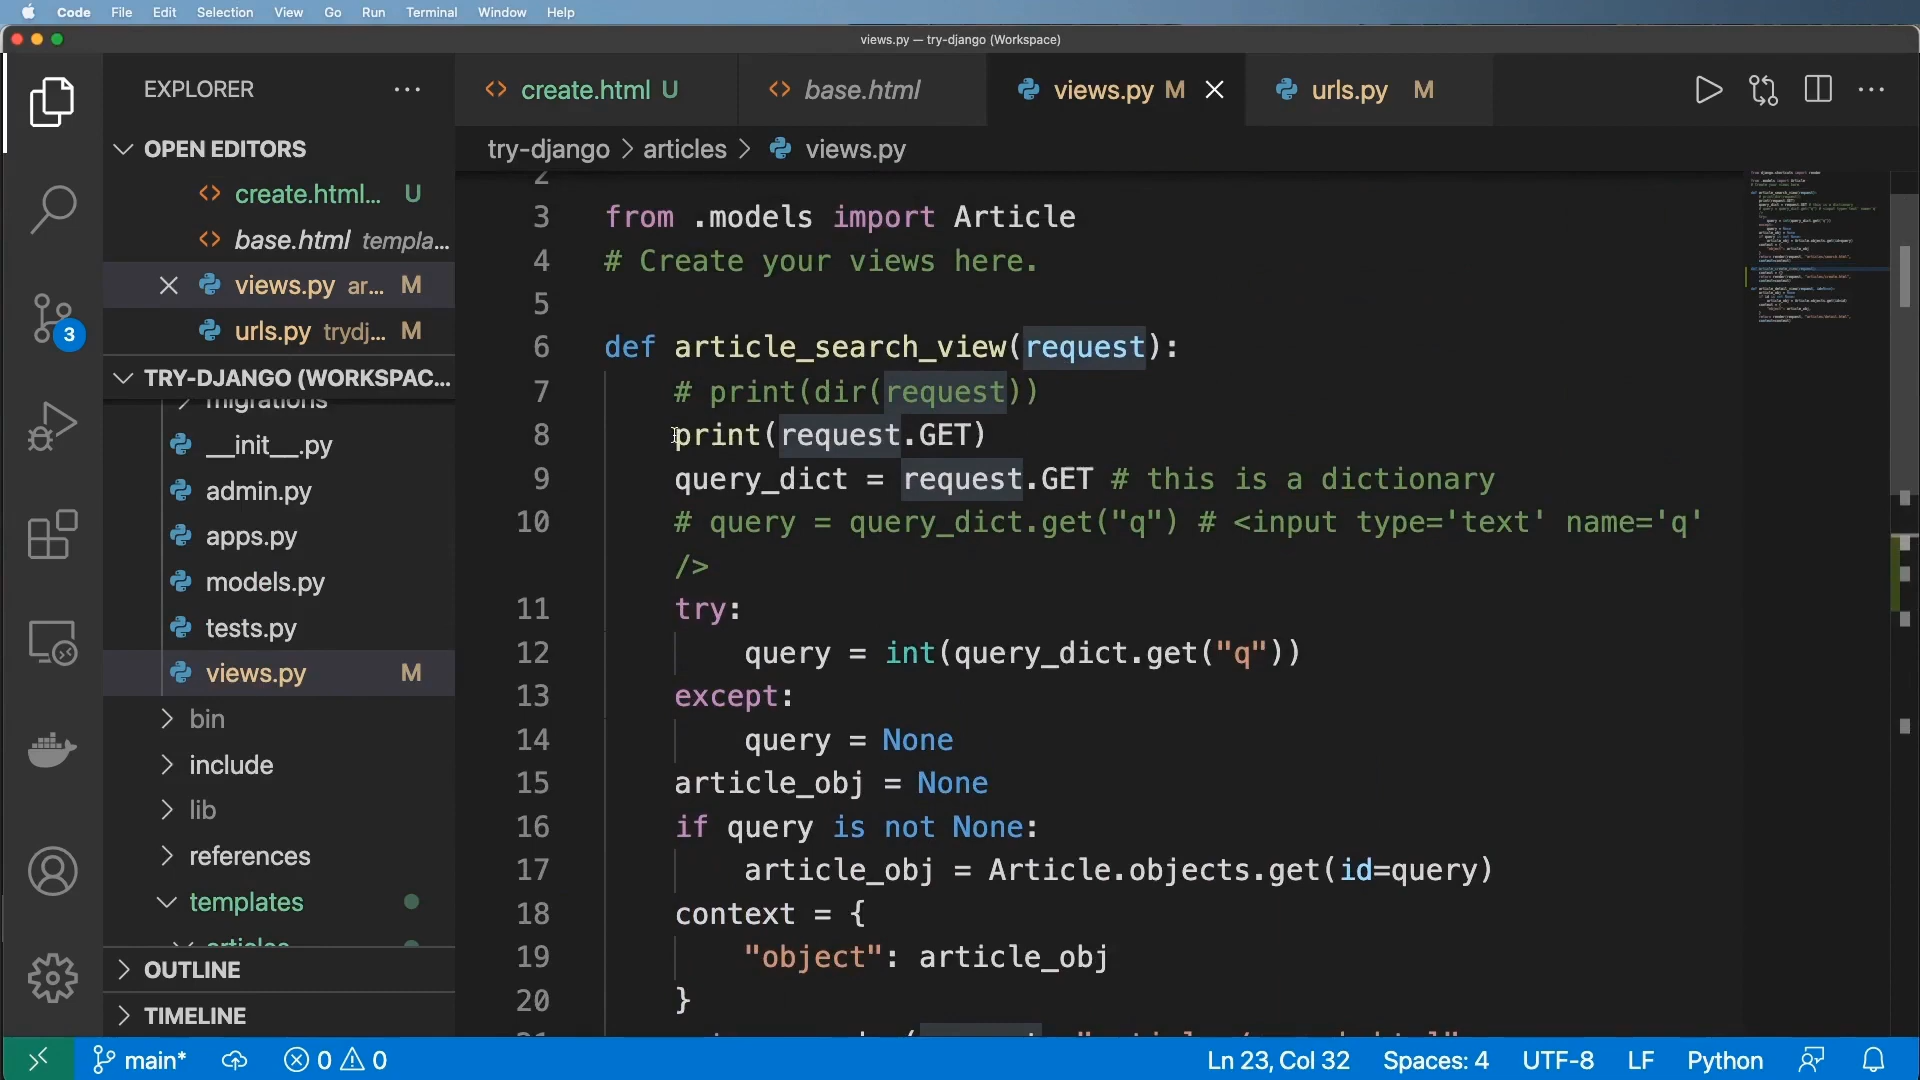 Code File Edit Selection View Go Run Terminal Window Help
views.py — try-django (Workspace)
EXPLORER
create.html U
base.html
views.py M
urls.py M
try-django > articles > views.py
OPEN EDITORS
create.html... U
base.html templa...
views.py ar... M
urls.py trydj... M
TRY-DJANGO (WORKSPAC...
migrations
__init__.py
admin.py
apps.py
models.py
tests.py
views.py M
bin
include
lib
references
templates
articles
OUTLINE
TIMELINE
3
2
3 from .models import Article
4 # Create your views here.
5
6 def article_search_view(request):
7 # print(dir(request))
8 print(request.GET)
9 query_dict = request.GET # this is a dictionary
10 # query = query_dict.get("q") # <input type='text' name='q'
/>
11 try:
12 query = int(query_dict.get("q"))
13 except:
14 query = None
15 article_obj = None
16 if query is not None:
17 article_obj = Article.objects.get(id=query)
18 context = {
19 "object": article_obj
20 }
main* 0 0 Ln 23, Col 32 Spaces: 4 UTF-8 LF Python